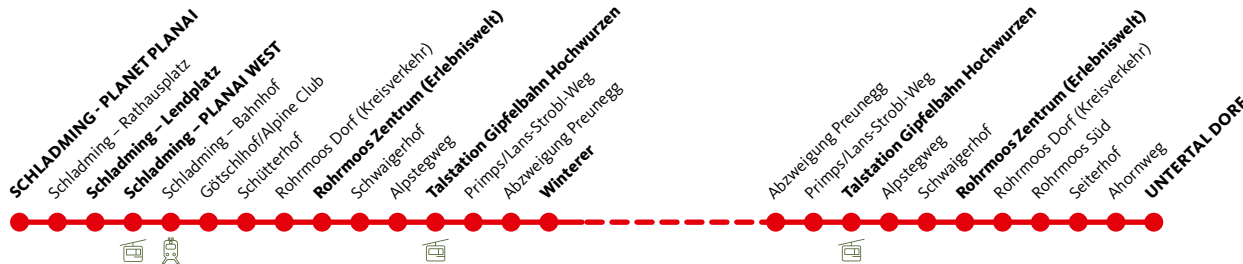 SCHLADMING - PLANET PLANAI
Schladming – Rathausplatz
Schladming – Lendplatz
Schladming – PLANAI WEST
Schladming – Bahnhof
Götschlhof/Alpine Club
Schütterhof
Rohrmoos Dorf (Kreisverkehr)
Rohrmoos Zentrum (Erlebniswelt)
Schwaigerhof
Alpstegweg
Talstation Gipfelbahn Hochwurzen
Primps/Lans-Strobl-Weg
Abzweigung Preunegg
Winterer
Abzweigung Preunegg
Primps/Lans-Strobl-Weg
Talstation Gipfelbahn Hochwurzen
Alpstegweg
Schwaigerhof
Rohrmoos Zentrum (Erlebniswelt)
Rohrmoos Dorf (Kreisverkehr)
Rohrmoos Süd
Seiterhof
Ahornweg
UNTERTAL DORF